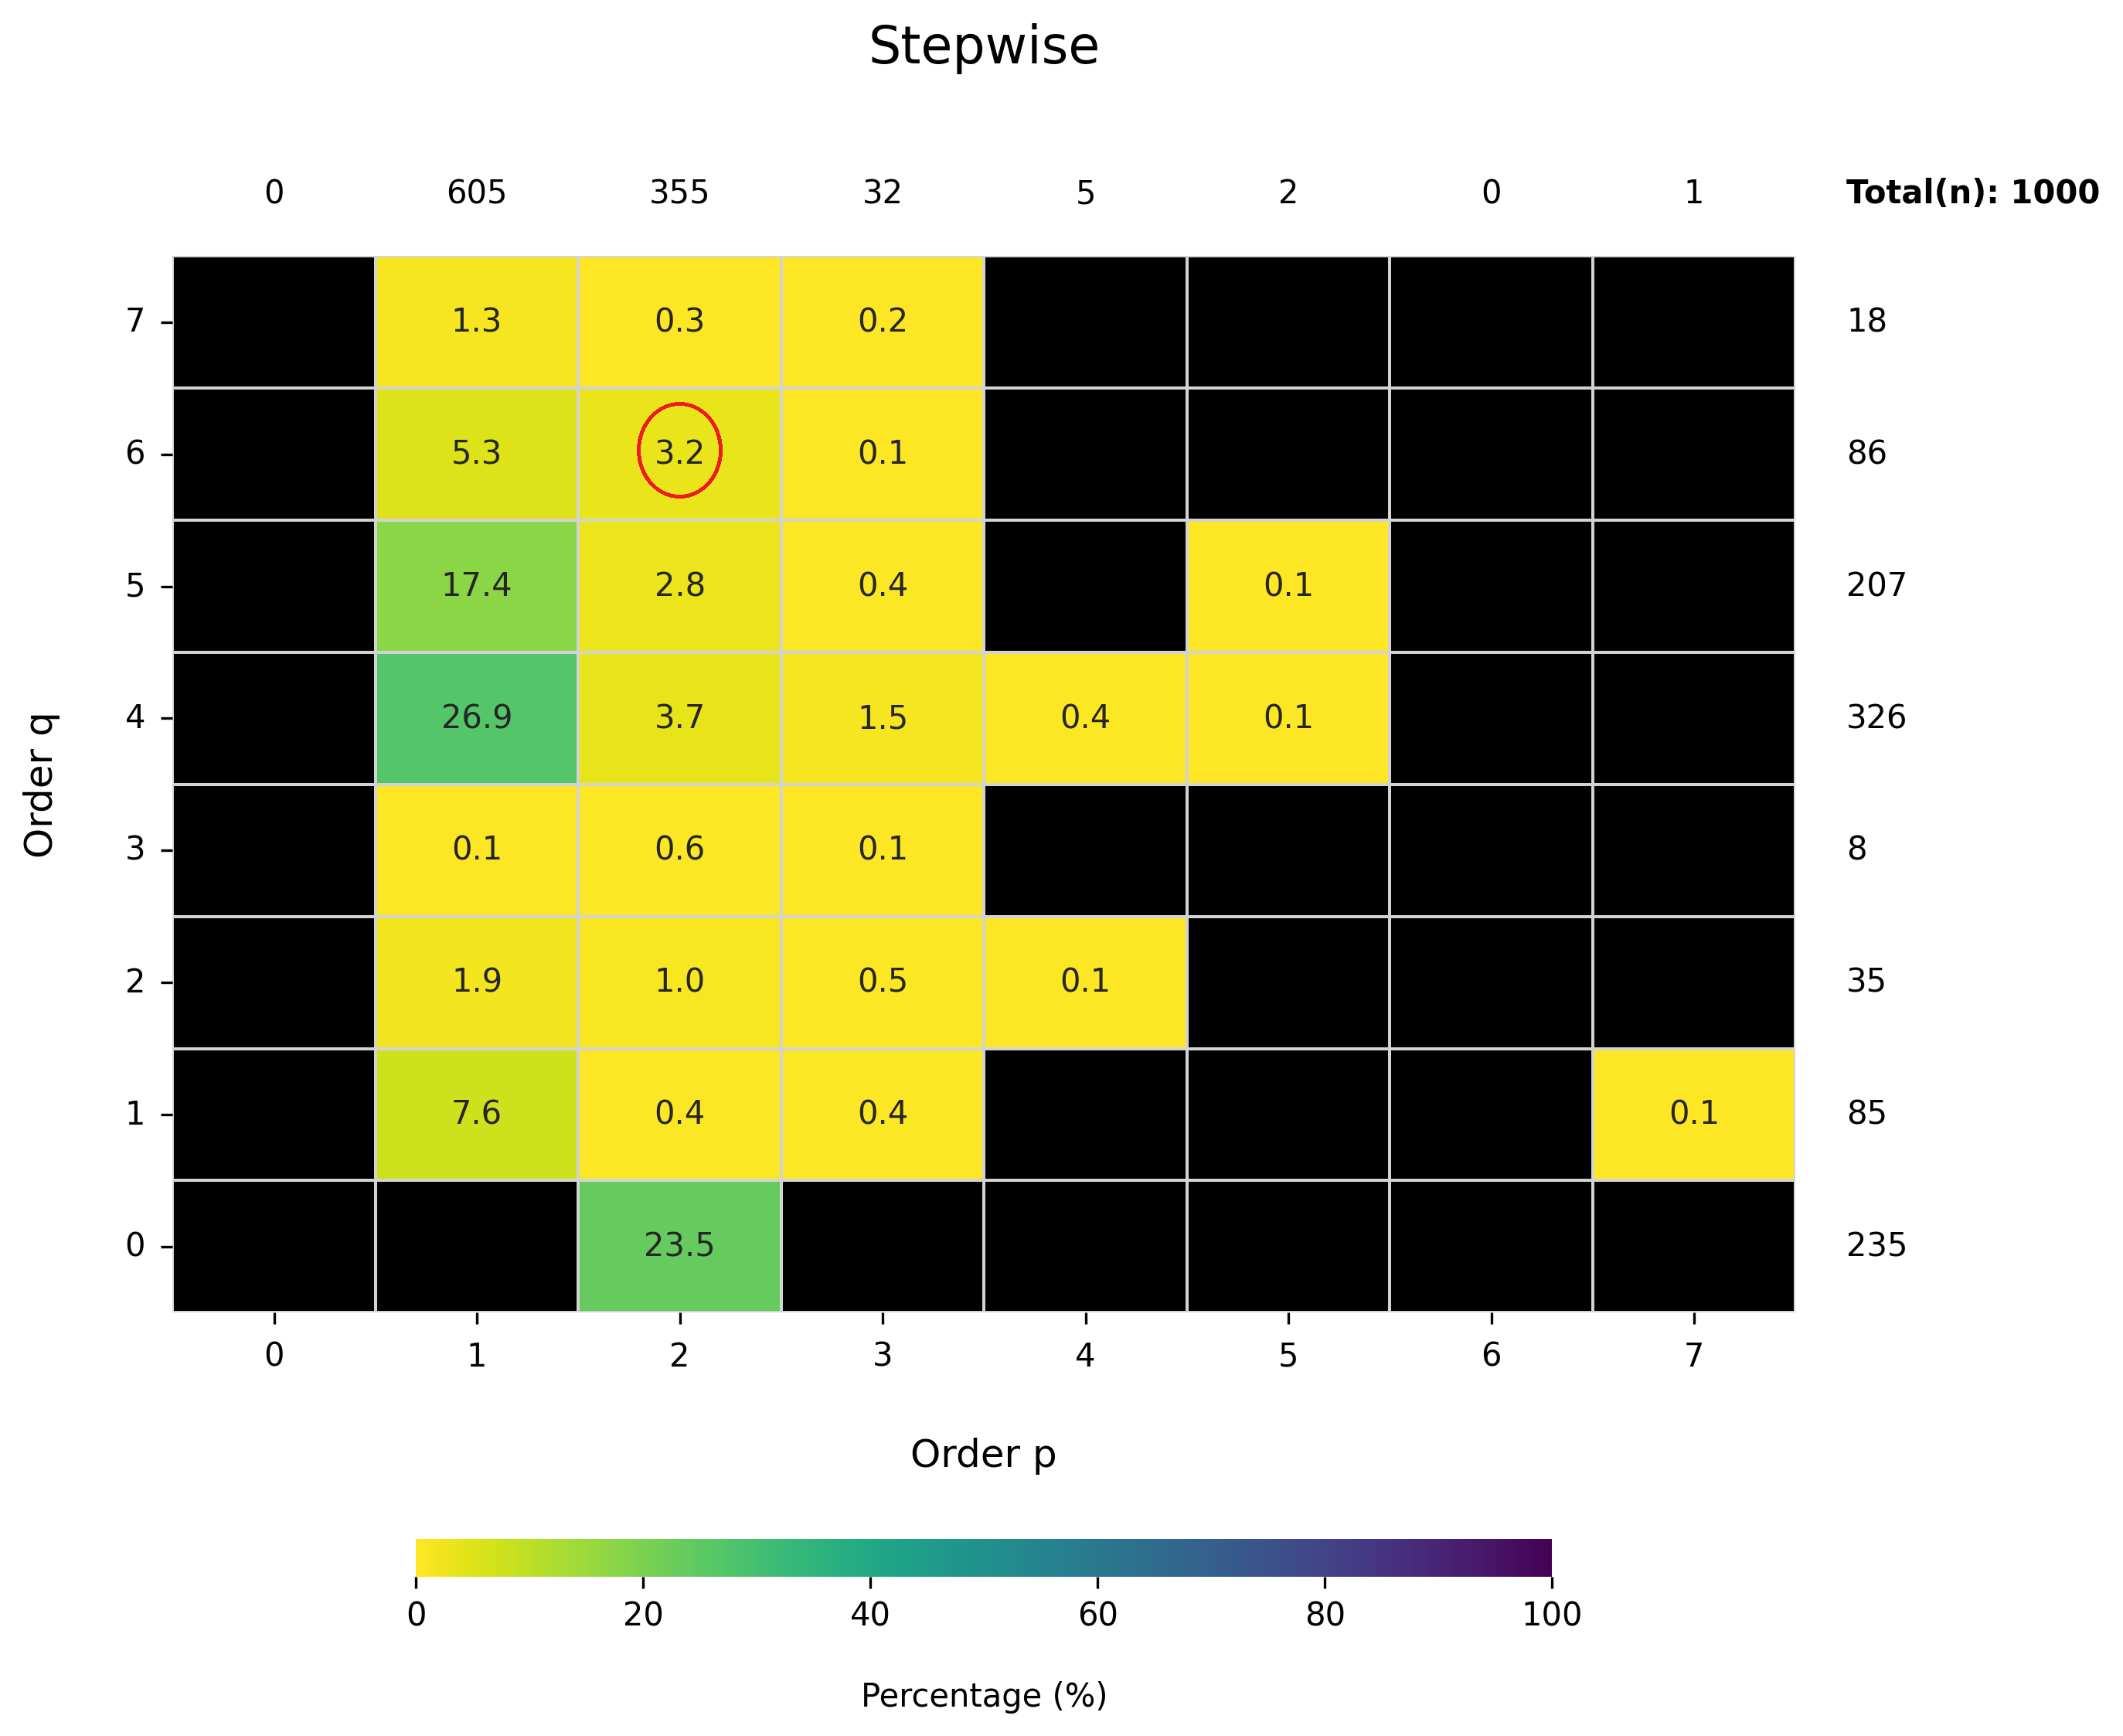 Stepwise
0 605 355 32 5 2 0 1 Total(n): 1000
7 1.3 0.3 0.2 18
6 5.3 3.2 0.1 86
5 17.4 2.8 0.4 0.1 207
4 26.9 3.7 1.5 0.4 0.1 326
3 0.1 0.6 0.1 8
2 1.9 1.0 0.5 0.1 35
1 7.6 0.4 0.4 0.1 85
0 23.5 235
Order q
0 1 2 3 4 5 6 7
Order p
0 20 40 60 80 100
Percentage (%)